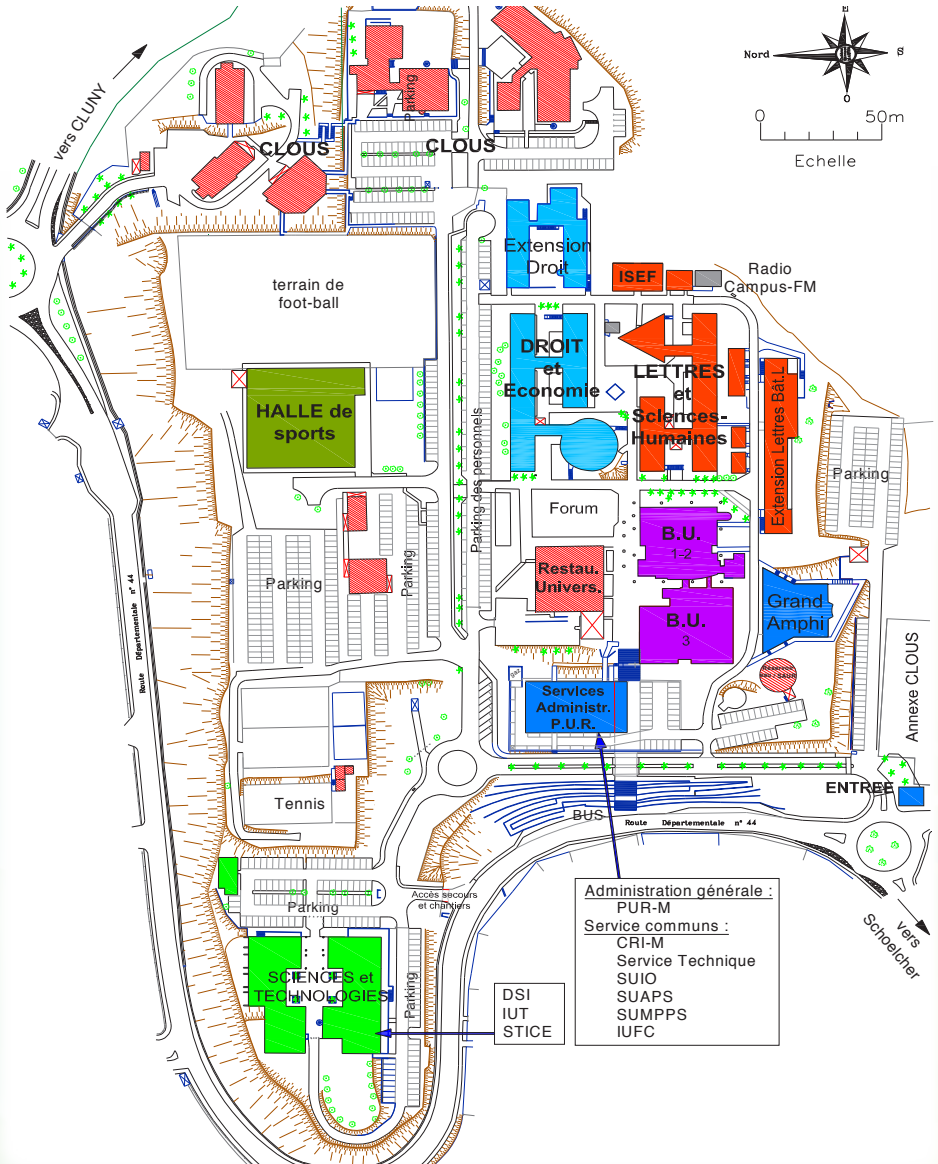 Nord
S
O
0 50m
Echelle
vers CLUNY
Parking
CLOUS
CLOUS
Extension
Droit
ISEF
Radio
Campus-FM
terrain de
foot-ball
DROIT
et
Economie
LETTRES
et
Sciences-
Humaines
Extension Lettres Bât.L
HALLE de
sports
Parking des personnels
Parking
Forum
B.U.
1-2
Restau.
Univers.
Parking
Parking
Grand
Amphi
B.U.
3
Route Départementale n° 44
Services
Administr.
P.U.R.
Annexe CLOUS
Tennis
ENTREE
BUS
Route Départementale n° 44
Accès secours
et chantiers
Parking
vers
Schoelcher
Administration générale :
PUR-M
Service communs :
CRI-M
Service Technique
SUIO
SUAPS
SUMPPS
IUFC
SCIENCES et
TECHNOLOGIES
Parking
DSI
IUT
STICE